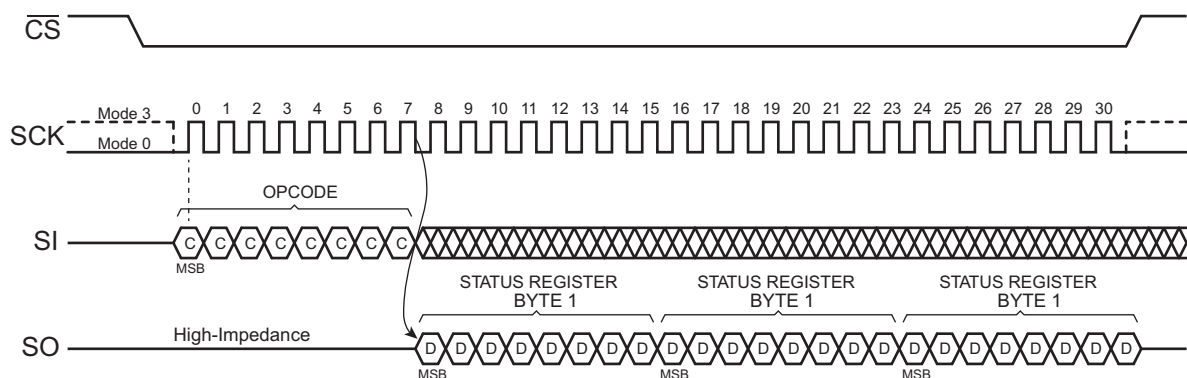 CS
SCK
Mode 3
Mode 0
0 1 2 3 4 5 6 7 8 9 10 11 12 13 14 15 16 17 18 19 20 21 22 23 24 25 26 27 28 29 30
OPCODE
SI
C C C C C C C C
MSB
STATUS REGISTER
BYTE 1
STATUS REGISTER
BYTE 1
STATUS REGISTER
BYTE 1
SO
High-Impedance
D D D D D D D D D D D D D D D D D D D D D D D D
MSB
MSB
MSB